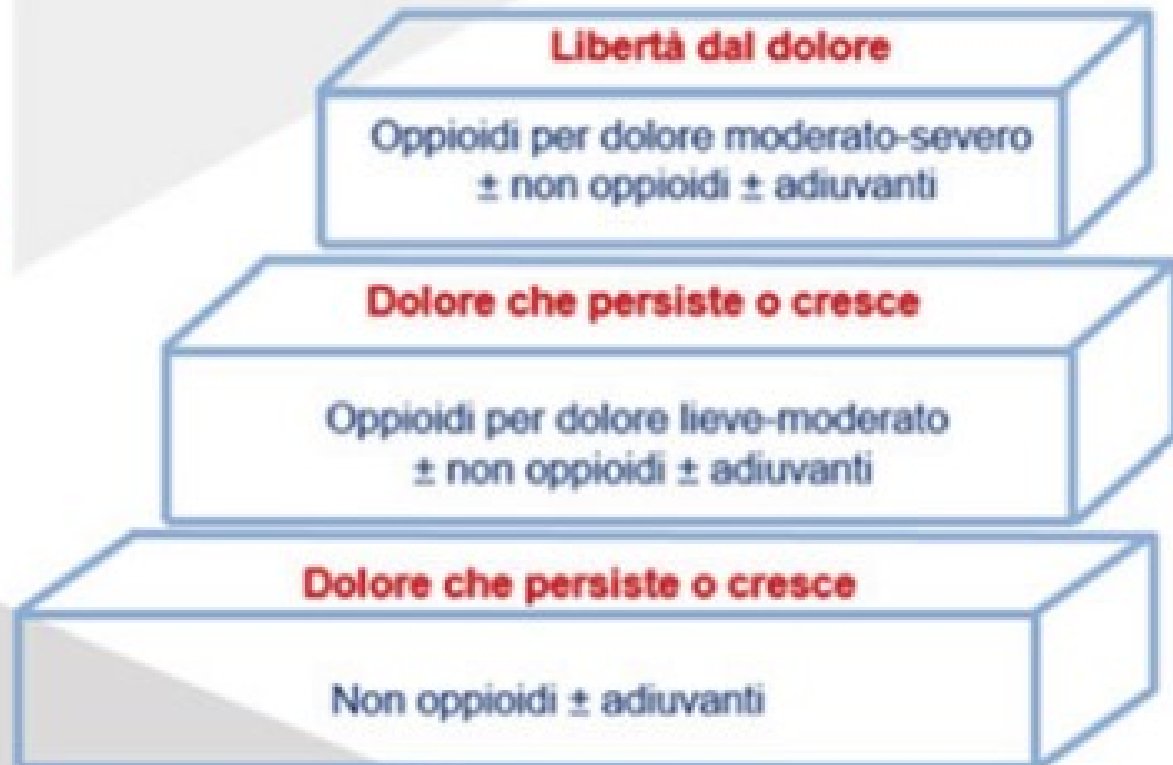 Libertà dal dolore
Oppioidi per dolore moderato-severo
± non oppioidi ± adiuvanti
Dolore che persiste o cresce
Oppioidi per dolore lieve-moderato
± non oppioidi ± adiuvanti
Dolore che persiste o cresce
Non oppioidi ± adiuvanti